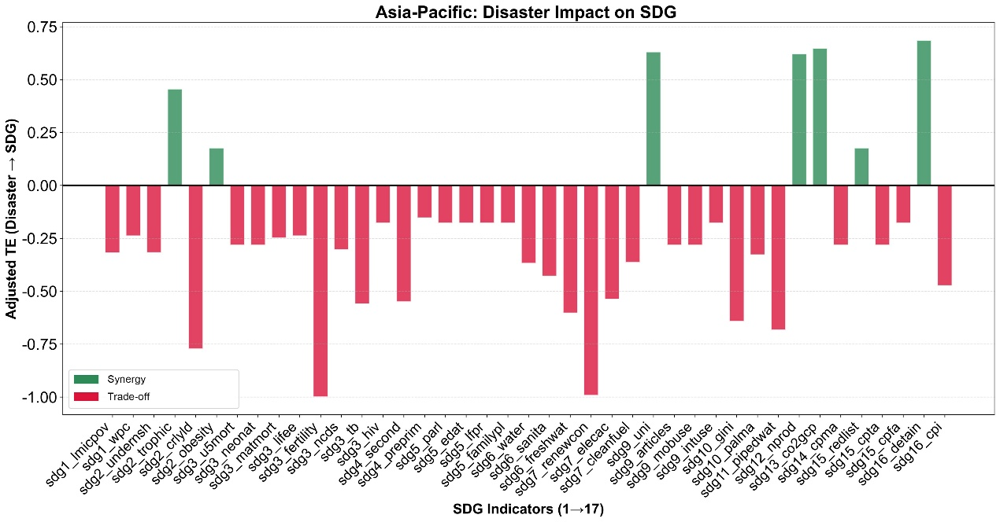 Asia-Pacific: Disaster Impact on SDG
Adjusted TE (Disaster → SDG)
0.75
0.50
0.25
0.00
-0.25
-0.50
-0.75
-1.00
Synergy
Trade-off
sdg1_lmicpov
sdg1_wpc
sdg2_undernsh
sdg2_trophic
sdg2_crlyld
sdg2_obesity
sdg3_u5mort
sdg3_neonat
sdg3_matmort
sdg3_lifee
sdg3_fertility
sdg3_ncds
sdg3_tb
sdg3_hiv
sdg4_second
sdg4_preprim
sdg5_parl
sdg5_edat
sdg5_lfpr
sdg5_familypl
sdg6_water
sdg6_sanita
sdg6_freshwat
sdg7_renewcon
sdg7_elecac
sdg7_cleanfuel
sdg9_uni
sdg9_articles
sdg9_mobuse
sdg9_intuse
sdg10_gini
sdg10_palma
sdg11_pipedwat
sdg12_nprod
sdg13_co2gcp
sdg14_cpma
sdg15_redlist
sdg15_cpta
sdg15_cpfa
sdg16_detain
sdg16_cpi
SDG Indicators (1→17)